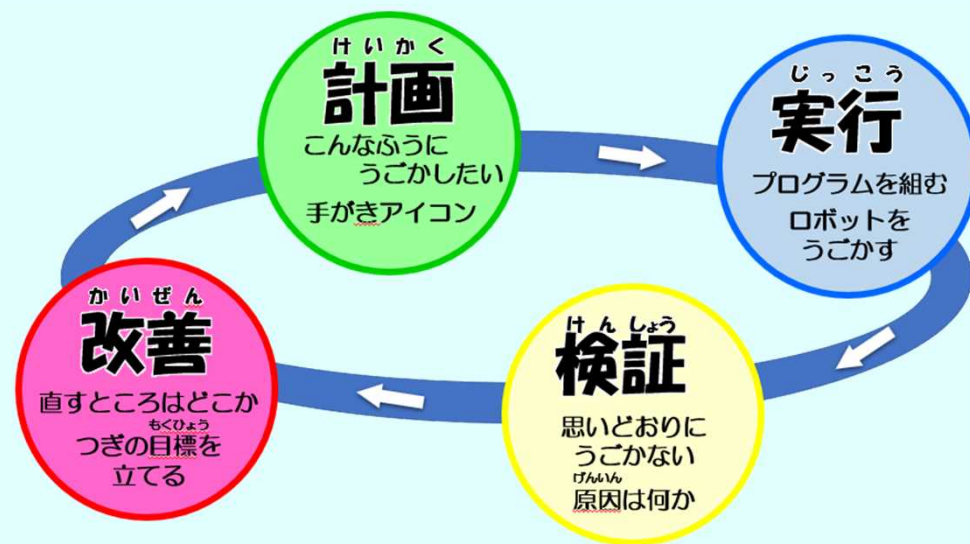 けいかく
計画
こんなふうに
うごかしたい
手がきアイコン
じっこう
実行
プログラムを組む
ロボットを
うごかす
けんしょう
検証
思いどおりに
うごかない
げんいん
原因は何か
かいぜん
改善
直すところはどこか
もくひょう
つぎの目標を
立てる